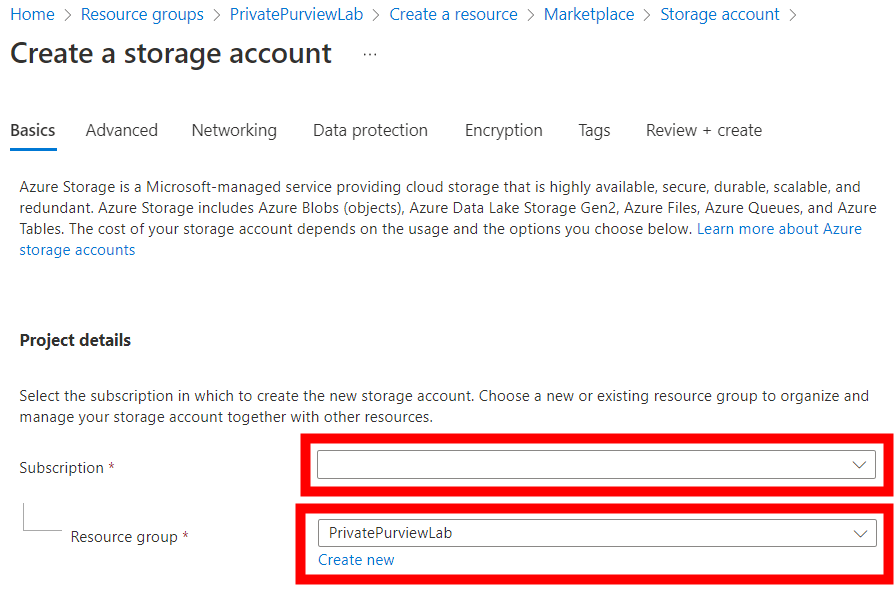 Home > Resource groups > PrivatePurviewLab > Create a resource > Marketplace > Storage account >
Create a storage account ...
Basics Advanced Networking Data protection Encryption Tags Review + create
Azure Storage is a Microsoft-managed service providing cloud storage that is highly available, secure, durable, scalable, and
redundant. Azure Storage includes Azure Blobs (objects), Azure Data Lake Storage Gen2, Azure Files, Azure Queues, and Azure
Tables. The cost of your storage account depends on the usage and the options you choose below. Learn more about Azure
storage accounts
Project details
Select the subscription in which to create the new storage account. Choose a new or existing resource group to organize and
manage your storage account together with other resources.
Subscription *
Resource group * PrivatePurviewLab
Create new